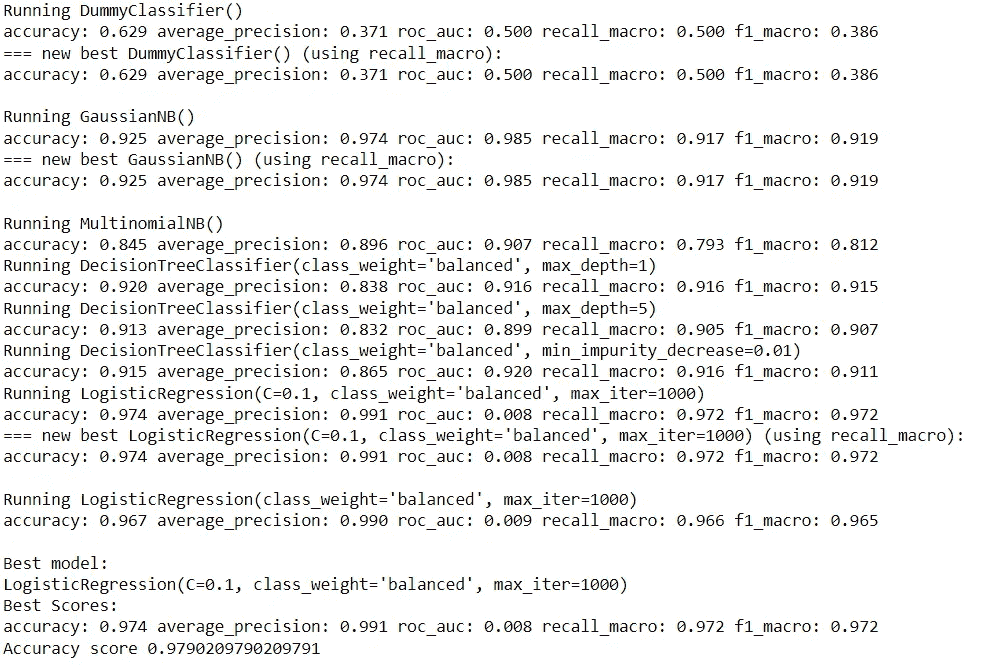 Running DummyClassifier()
accuracy: 0.629 average_precision: 0.371 roc_auc: 0.500 recall_macro: 0.500 f1_macro: 0.386
=== new best DummyClassifier() (using recall_macro):
accuracy: 0.629 average_precision: 0.371 roc_auc: 0.500 recall_macro: 0.500 f1_macro: 0.386
Running GaussianNB()
accuracy: 0.925 average_precision: 0.974 roc_auc: 0.985 recall_macro: 0.917 f1_macro: 0.919
=== new best GaussianNB() (using recall_macro):
accuracy: 0.925 average_precision: 0.974 roc_auc: 0.985 recall_macro: 0.917 f1_macro: 0.919
Running MultinomialNB()
accuracy: 0.845 average_precision: 0.896 roc_auc: 0.907 recall_macro: 0.793 f1_macro: 0.812
Running DecisionTreeClassifier(class_weight='balanced', max_depth=1)
accuracy: 0.920 average_precision: 0.838 roc_auc: 0.916 recall_macro: 0.916 f1_macro: 0.915
Running DecisionTreeClassifier(class_weight='balanced', max_depth=5)
accuracy: 0.913 average_precision: 0.832 roc_auc: 0.899 recall_macro: 0.905 f1_macro: 0.907
Running DecisionTreeClassifier(class_weight='balanced', min_impurity_decrease=0.01)
accuracy: 0.915 average_precision: 0.865 roc_auc: 0.920 recall_macro: 0.916 f1_macro: 0.911
Running LogisticRegression(C=0.1, class_weight='balanced', max_iter=1000)
accuracy: 0.974 average_precision: 0.991 roc_auc: 0.008 recall_macro: 0.972 f1_macro: 0.972
=== new best LogisticRegression(C=0.1, class_weight='balanced', max_iter=1000) (using recall_macro):
accuracy: 0.974 average_precision: 0.991 roc_auc: 0.008 recall_macro: 0.972 f1_macro: 0.972
Running LogisticRegression(class_weight='balanced', max_iter=1000)
accuracy: 0.967 average_precision: 0.990 roc_auc: 0.009 recall_macro: 0.966 f1_macro: 0.965
Best model:
LogisticRegression(C=0.1, class_weight='balanced', max_iter=1000)
Best Scores:
accuracy: 0.974 average_precision: 0.991 roc_auc: 0.008 recall_macro: 0.972 f1_macro: 0.972
Accuracy score 0.9790209790209791